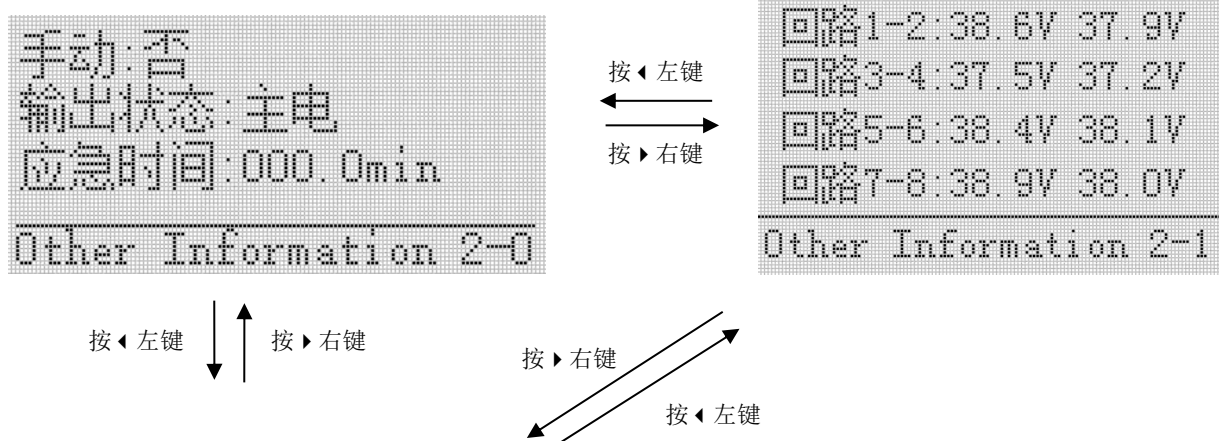 手动:否
输出状态:主电
应急时间:000.0min
Other Information 2-0
按◀左键
按▶右键
回路1-2:38.6V 37.9V
回路3-4:37.5V 37.2V
回路5-6:38.4V 38.1V
回路7-8:38.9V 38.0V
Other Information 2-1
按◀左键
按▶右键
按▶右键
按◀左键